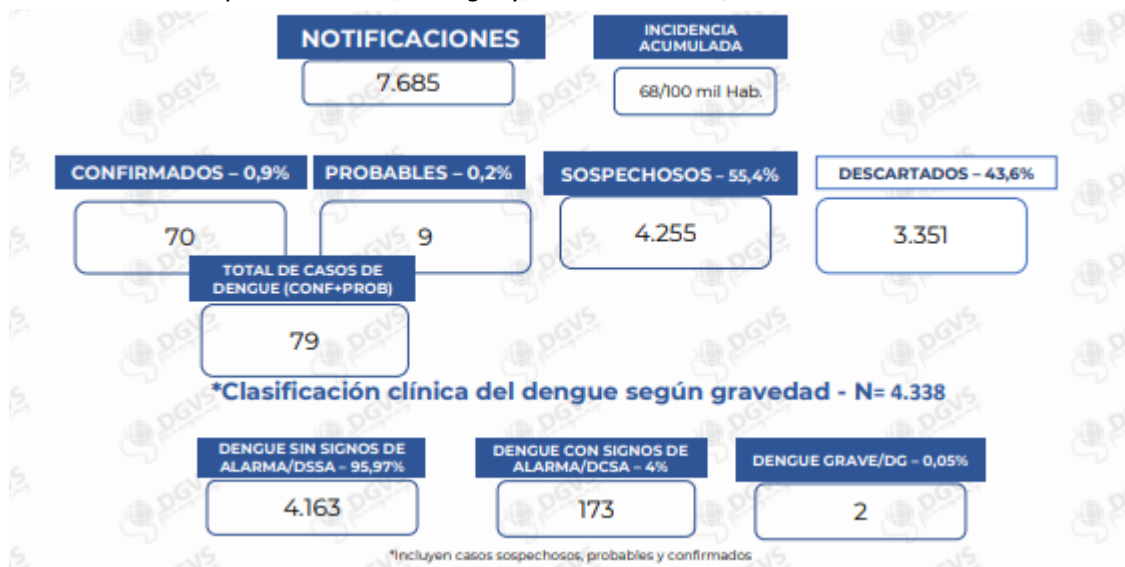 NOTIFICACIONES
7.685
INCIDENCIA
ACUMULADA
68/100 mil Hab.
CONFIRMADOS – 0,9%
70
PROBABLES – 0,2%
9
SOSPECHOSOS – 55,4%
4.255
DESCARTADOS – 43,6%
3.351
TOTAL DE CASOS DE
DENGUE (CONF+PROB)
79
*Clasificación clínica del dengue según gravedad - N= 4.338
DENGUE SIN SIGNOS DE
ALARMA/DSSA – 95,97%
4.163
DENGUE CON SIGNOS DE
ALARMA/DCSA – 4%
173
DENGUE GRAVE/DG – 0,05%
2
*Incluyen casos sospechosos, probables y confirmados
DGVS